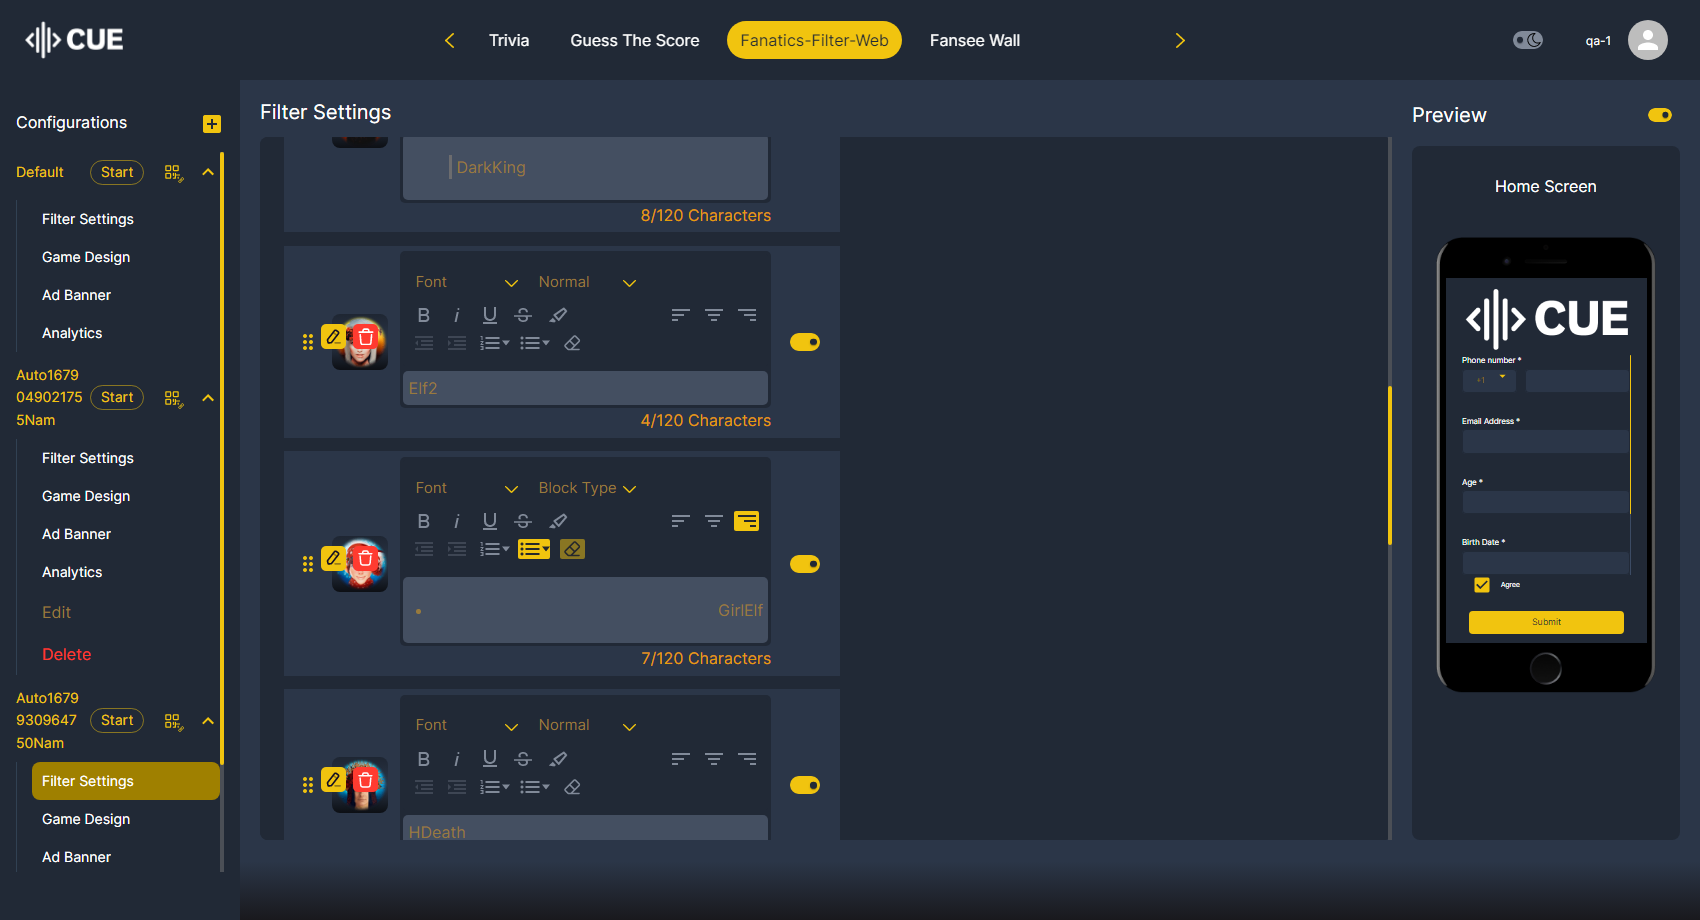 CUE
Trivia
Guess The Score
Fanatics-Filter-Web
Fansee Wall
qa-1
Configurations
Default
Start
Filter Settings
Game Design
Ad Banner
Analytics
Auto1679
04902175
5Nam
Start
Filter Settings
Game Design
Ad Banner
Analytics
Edit
Delete
Auto1679
9309647
50Nam
Start
Filter Settings
Game Design
Ad Banner
Filter Settings
DarkKing
8/120 Characters
Font
Normal
B i U S
Elf2
4/120 Characters
Font
Block Type
B i U S
GirlElf
7/120 Characters
Font
Normal
B i U S
HDeath
Preview
Home Screen
CUE
Phone number *
+1
Email Address *
Age *
Birth Date *
Agree
Submit